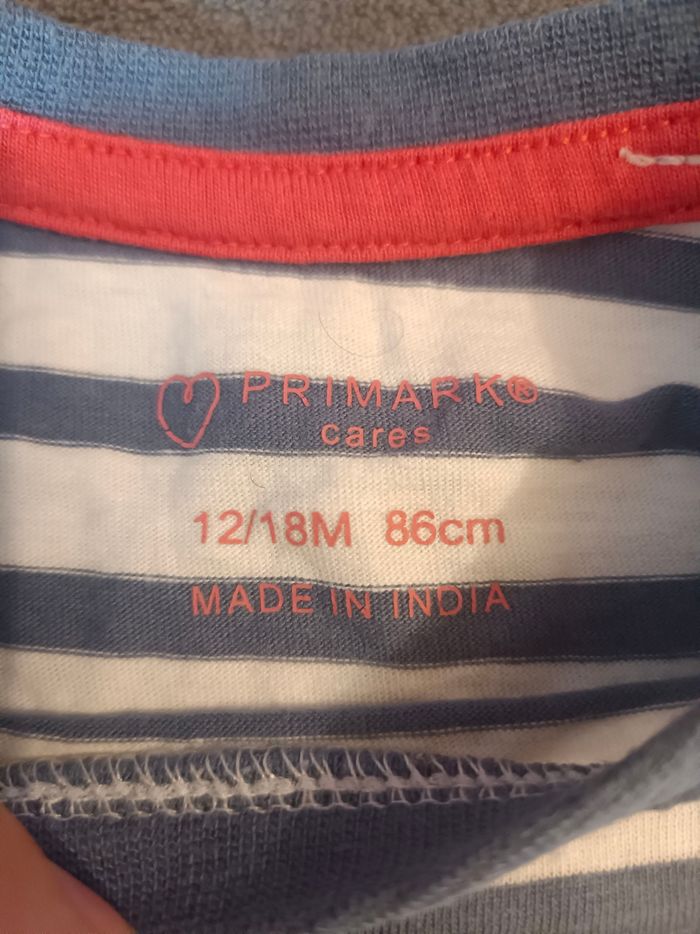 PRIMARK®
cares
12/18M 86cm
MADE IN INDIA